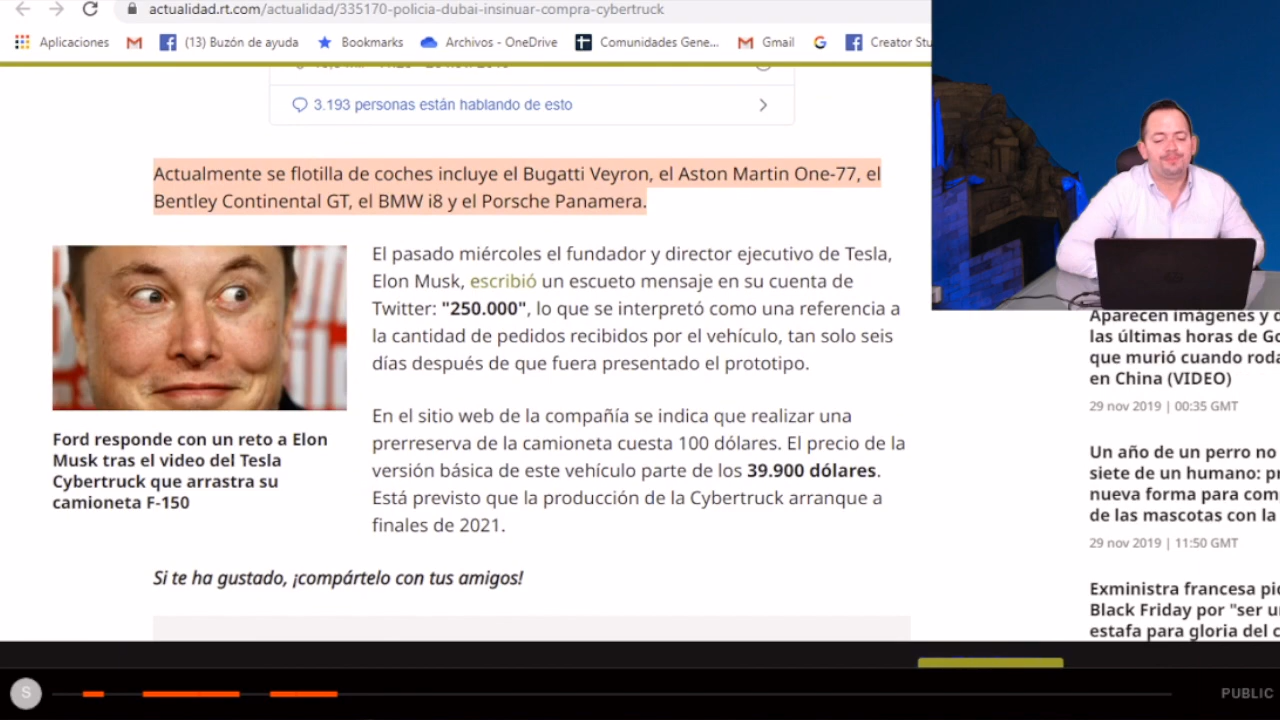 actualidad.rt.com/actualidad/335170-policia-dubai-insinuar-compra-cybertruck
Aplicaciones (13) Buzón de ayuda Bookmarks Archivos - OneDrive Comunidades Gene... Gmail Creator Stu
3.193 personas están hablando de esto
Actualmente se flotilla de coches incluye el Bugatti Veyron, el Aston Martin One-77, el
Bentley Continental GT, el BMW i8 y el Porsche Panamera.
El pasado miércoles el fundador y director ejecutivo de Tesla,
Elon Musk, escribió un escueto mensaje en su cuenta de
Twitter: "250.000", lo que se interpretó como una referencia a
la cantidad de pedidos recibidos por el vehículo, tan solo seis
días después de que fuera presentado el prototipo.
En el sitio web de la compañía se indica que realizar una
prerreserva de la camioneta cuesta 100 dólares. El precio de la
versión básica de este vehículo parte de los 39.900 dólares.
Está previsto que la producción de la Cybertruck arranque a
finales de 2021.
Ford responde con un reto a Elon
Musk tras el video del Tesla
Cybertruck que arrastra su
camioneta F-150
Si te ha gustado, ¡compártelo con tus amigos!
Aparecen imágenes y d
las últimas horas de Go
que murió cuando roda
en China (VIDEO)
29 nov 2019 | 00:35 GMT
Un año de un perro no
siete de un humano: pr
nueva forma para com
de las mascotas con la
29 nov 2019 | 11:50 GMT
Exministra francesa pic
Black Friday por "ser u
estafa para gloria del c
S
PUBLIC